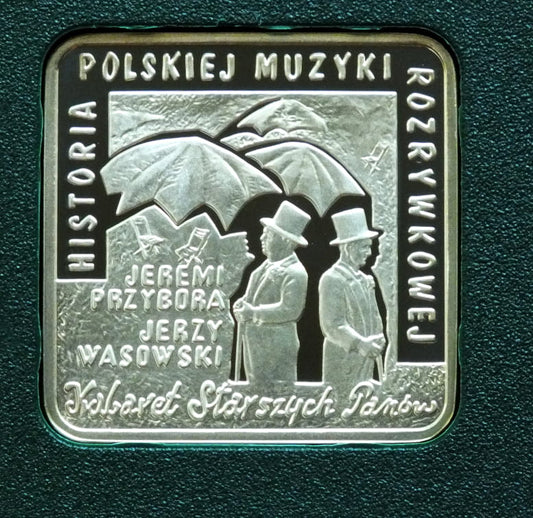 HISTORIA
POLSKIEJ MUZYKI
ROZRYWKOWEJ
JEREMI
PRZYBORA
JERZY
WASOWSKI
Kabaret Starszych Panów